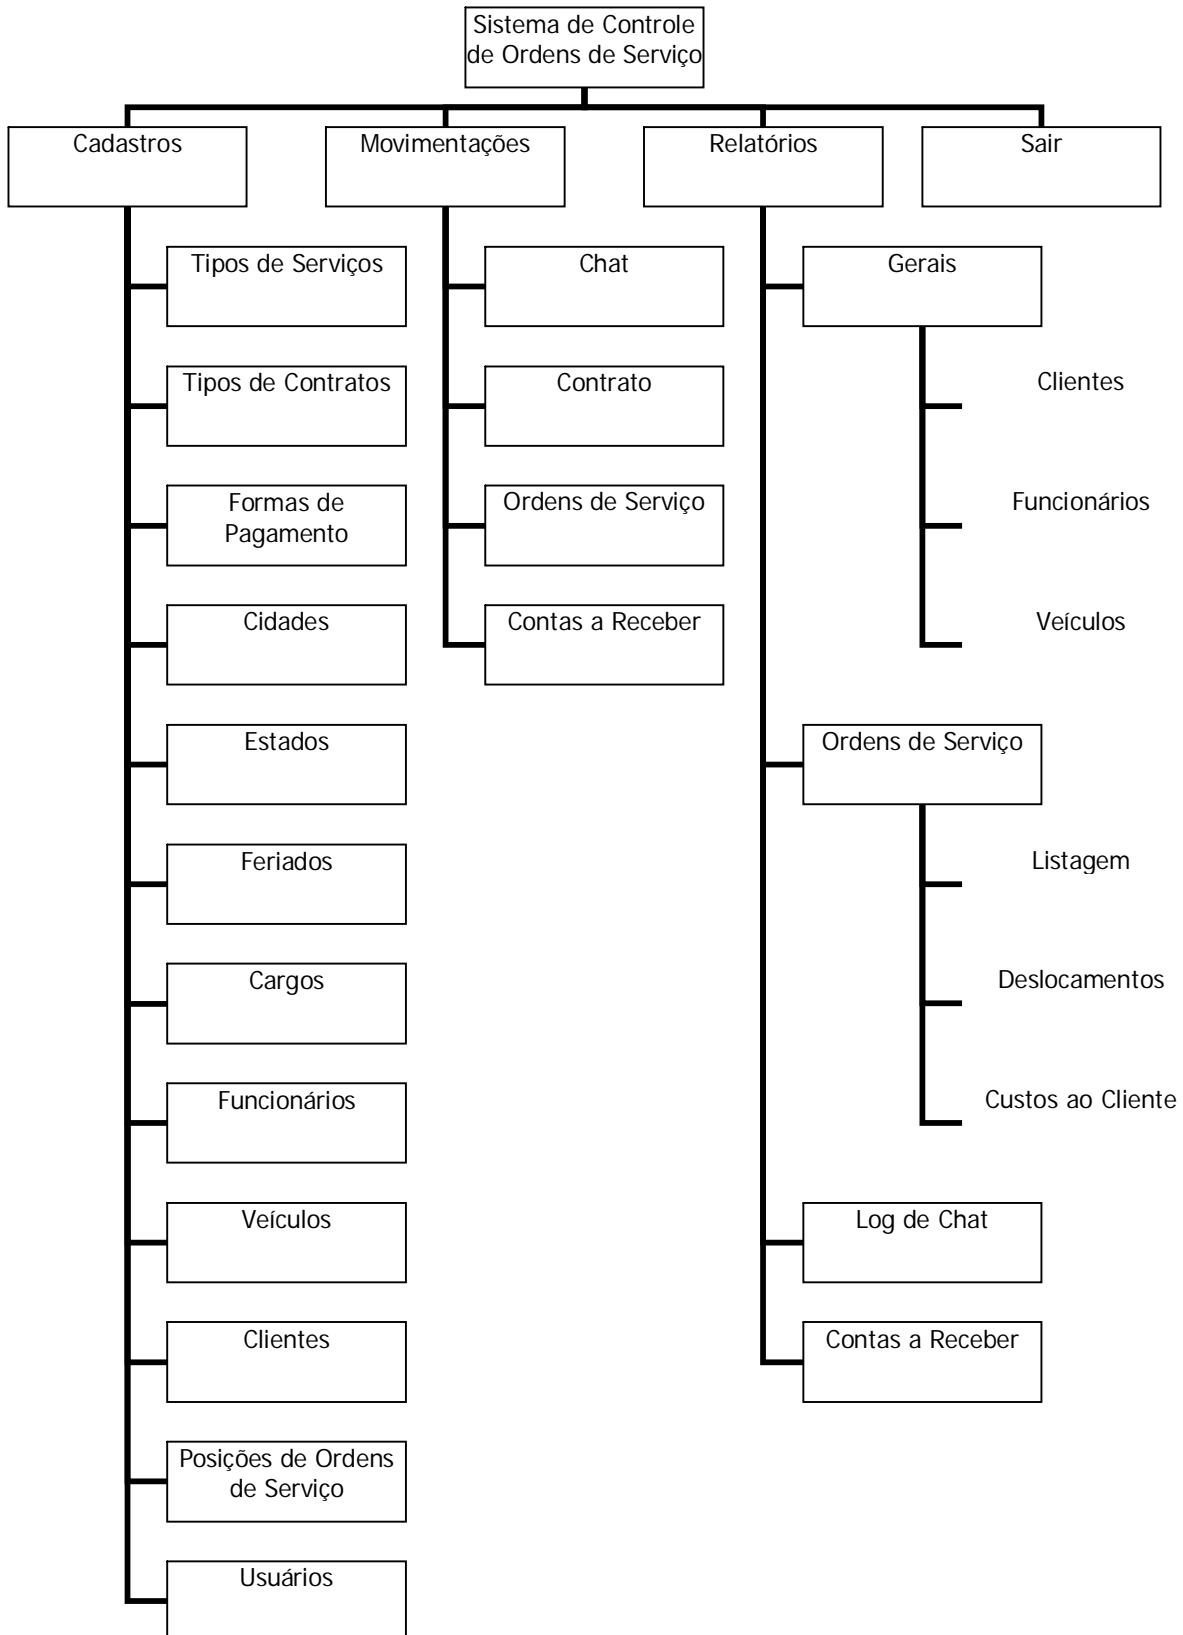 Sistema de Controle
de Ordens de Serviço
Cadastros
Movimentações
Relatórios
Sair
Tipos de Serviços
Tipos de Contratos
Formas de
Pagamento
Cidades
Estados
Feriados
Cargos
Funcionários
Veículos
Clientes
Posições de Ordens
de Serviço
Usuários
Chat
Contrato
Ordens de Serviço
Contas a Receber
Gerais
Clientes
Funcionários
Veículos
Ordens de Serviço
Listagem
Deslocamentos
Custos ao Cliente
Log de Chat
Contas a Receber